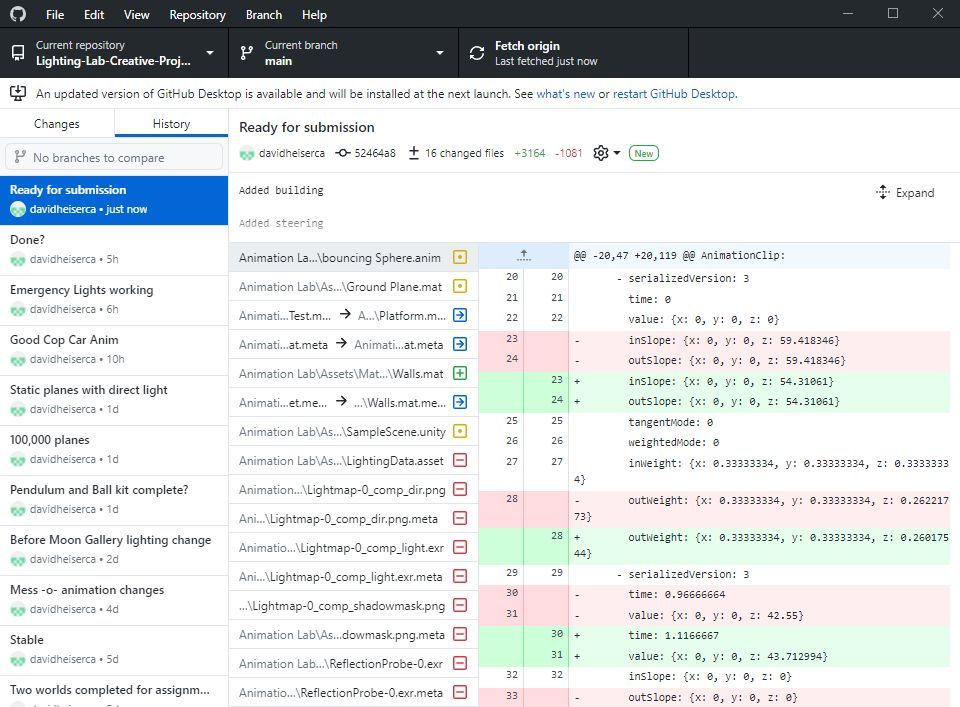 File Edit View Repository Branch Help
Current repository
Lighting-Lab-Creative-Proj...
Current branch
main
Fetch origin
Last fetched just now
An updated version of GitHub Desktop is available and will be installed at the next launch. See what's new or restart GitHub Desktop.
Changes
History
No branches to compare
Ready for submission
davidheiserca • just now
Done?
davidheiserca • 5h
Emergency Lights working
davidheiserca • 6h
Good Cop Car Anim
davidheiserca • 10h
Static planes with direct light
davidheiserca • 1d
100,000 planes
davidheiserca • 1d
Pendulum and Ball kit complete?
davidheiserca • 1d
Before Moon Gallery lighting change
davidheiserca • 2d
Mess -o- animation changes
davidheiserca • 4d
Stable
davidheiserca • 5d
Two worlds completed for assignm...
Ready for submission
davidheiserca 52464a8 16 changed files +3164 -1081 New
Added building
Expand
Added steering
Animation La...\bouncing Sphere.anim
Animation Lab\As...\Ground Plane.mat
Animati...Test.m... → A...\Platform.m...
Animati...at.meta → Animati...at.meta
Animation Lab\Assets\Mat...\Walls.mat
Animati...et.me... → ...\Walls.mat.me...
Animation Lab\As...\SampleScene.unity
Animation Lab\As...\LightingData.asset
Animation...\Lightmap-0_comp_dir.png
Ani...\Lightmap-0_comp_dir.png.meta
Animatio...\Lightmap-0_comp_light.exr
Ani...\Lightmap-0_comp_light.exr.meta
...\Lightmap-0_comp_shadowmask.png
Animation Lab\As...dowmask.png.meta
Animation Lab...\ReflectionProbe-0.exr
Animatio...\ReflectionProbe-0.exr.meta
@@ -20,47 +20,119 @@ AnimationClip:
20 20 - serializedVersion: 3
21 21 time: 0
22 22 value: {x: 0, y: 0, z: 0}
23 - inSlope: {x: 0, y: 0, z: 59.418346}
24 - outSlope: {x: 0, y: 0, z: 59.418346}
23 + inSlope: {x: 0, y: 0, z: 54.31061}
24 + outSlope: {x: 0, y: 0, z: 54.31061}
25 25 tangentMode: 0
26 26 weightedMode: 0
27 27 inWeight: {x: 0.33333334, y: 0.33333334, z: 0.3333333
4}
28 - outWeight: {x: 0.33333334, y: 0.33333334, z: 0.262217
73}
28 + outWeight: {x: 0.33333334, y: 0.33333334, z: 0.260175
44}
29 29 - serializedVersion: 3
30 - time: 0.96666664
31 - value: {x: 0, y: 0, z: 42.55}
30 + time: 1.1166667
31 + value: {x: 0, y: 0, z: 43.712994}
32 32 inSlope: {x: 0, y: 0, z: 0}
33 - outSlope: {x: 0, y: 0, z: 0}